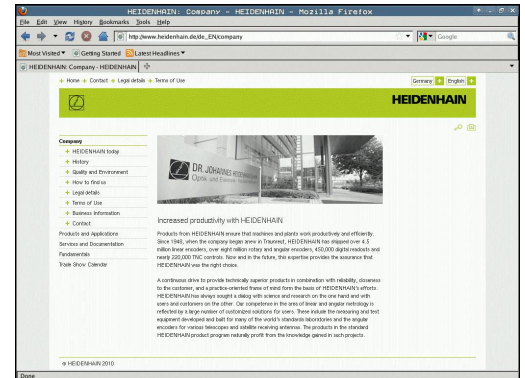 HEIDENHAIN: Company - HEIDENHAIN - Mozilla Firefox
File Edit View History Bookmarks Tools Help
http://www.heidenhain.de/de_EN/company
Google
Most Visited Getting Started Latest Headlines
HEIDENHAIN: Company - HEIDENHAIN
Home Contact Legal details Terms of Use
Germany English
HEIDENHAIN
Company
HEIDENHAIN today
History
Quality and Environment
How to find us
Legal details
Terms of Use
Business Information
Contact
Products and Applications
Services and Documentation
Fundamentals
Trade Show Calendar
DR. JOHANNES HEIDENHAIN
Optik und
Increased productivity with HEIDENHAIN
Products from HEIDENHAIN ensure that machines and plants work productively and efficiently.
Since 1948, when the company began anew in Traunreut, HEIDENHAIN has shipped over 4.5
million linear encoders, over eight million rotary and angular encoders, 450,000 digital readouts and
nearly 220,000 TNC controls. Now and in the future, this expertise provides the assurance that
HEIDENHAIN was the right choice.
A continuous drive to provide technically superior products in combination with reliability, closeness
to the customer, and a practice-oriented frame of mind form the basis of HEIDENHAIN's efforts.
HEIDENHAIN has always sought a dialog with science and research on the one hand and with
users and customers on the other. Our competence in the area of linear and angular metrology is
reflected by a large number of customized solutions for users. These include the measuring and test
equipment developed and built for many of the world's standards laboratories and the angular
encoders for various telescopes and satellite receiving antennas. The products in the standard
HEIDENHAIN product program naturally profit from the knowledge gained in such projects.
© HEIDENHAIN 2010
Done